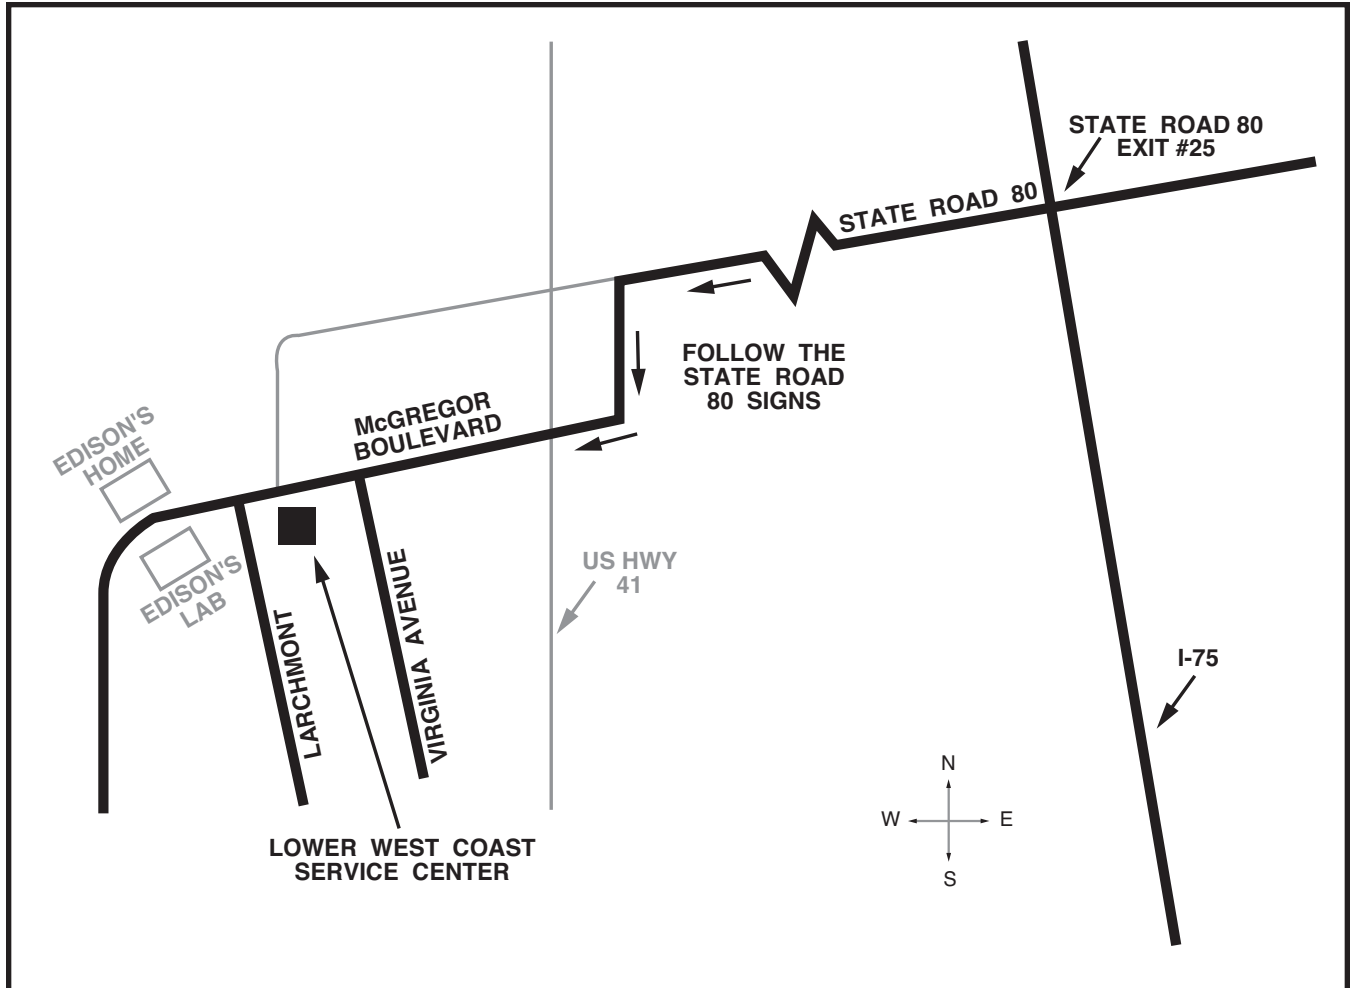 STATE ROAD 80
EXIT #25
STATE ROAD 80
FOLLOW THE
STATE ROAD
80 SIGNS
McGREGOR
BOULEVARD
EDISON'S
HOME
EDISON'S
LAB
US HWY
41
LARCHMONT
VIRGINIA AVENUE
I-75
N
W E
S
LOWER WEST COAST
SERVICE CENTER